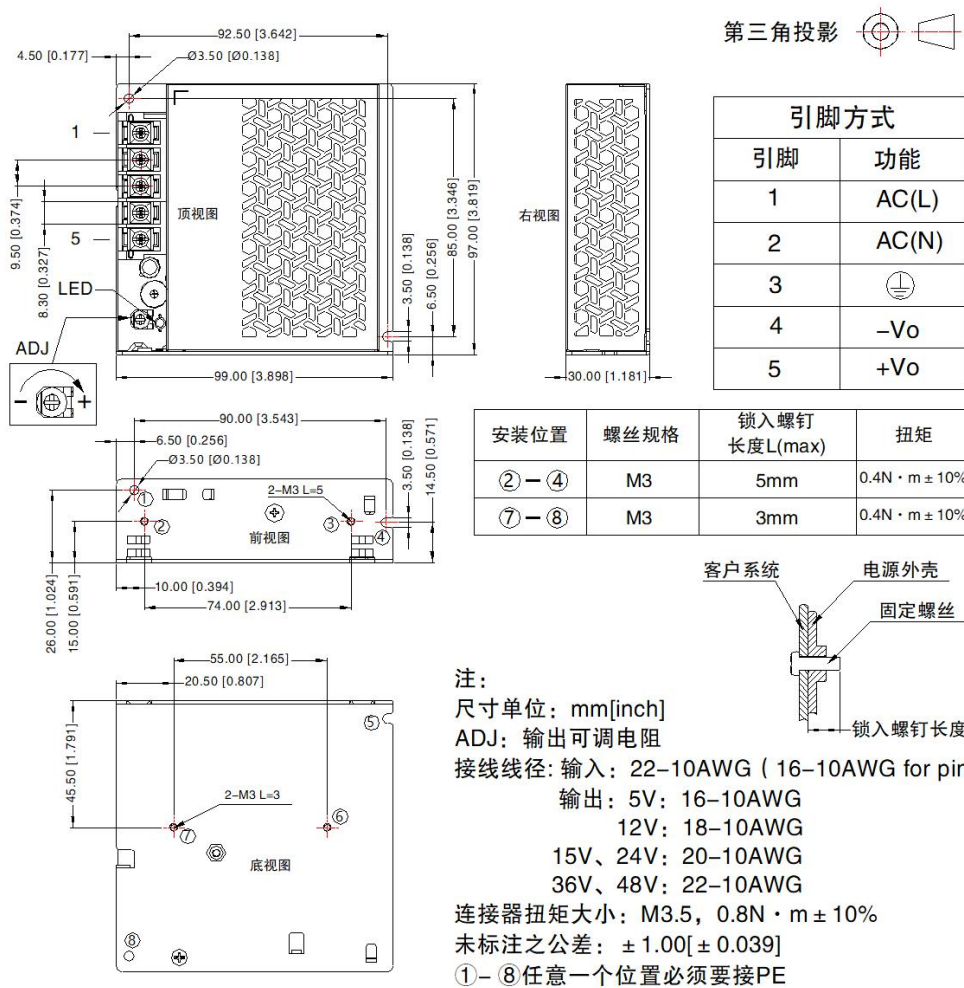 第三角投影
92.50 [3.642]
4.50 [0.177]
Ø3.50 [Ø0.138]
1
5
9.50 [0.374]
8.30 [0.327]
LED
ADJ
− +
顶视图
3.50 [0.138]
6.50 [0.256]
85.00 [3.346]
97.00 [3.819]
99.00 [3.898]
右视图
30.00 [1.181]
引脚方式
引脚 功能
1 AC(L)
2 AC(N)
3
4 −Vo
5 +Vo
90.00 [3.543]
6.50 [0.256]
Ø3.50 [Ø0.138]
2−M3 L=5
① ② ③ ④
前视图
3.50 [0.138]
14.50 [0.571]
26.00 [1.024]
15.00 [0.591]
10.00 [0.394]
74.00 [2.913]
安装位置 螺丝规格 锁入螺钉 扭矩
长度L(max)
②−④ M3 5mm 0.4N·m±10%
⑦−⑧ M3 3mm 0.4N·m±10%
客户系统 电源外壳
固定螺丝
锁入螺钉长度
55.00 [2.165]
20.50 [0.807]
45.50 [1.791]
2−M3 L=3
⑤
⑥
⑦
⑧
底视图
注：
尺寸单位：mm[inch]
ADJ：输出可调电阻
接线线径: 输入：22−10AWG（16−10AWG for pin
输出：5V：16−10AWG
12V：18−10AWG
15V、24V：20−10AWG
36V、48V：22−10AWG
连接器扭矩大小：M3.5，0.8N·m±10%
未标注之公差：±1.00[±0.039]
①−⑧任意一个位置必须要接PE